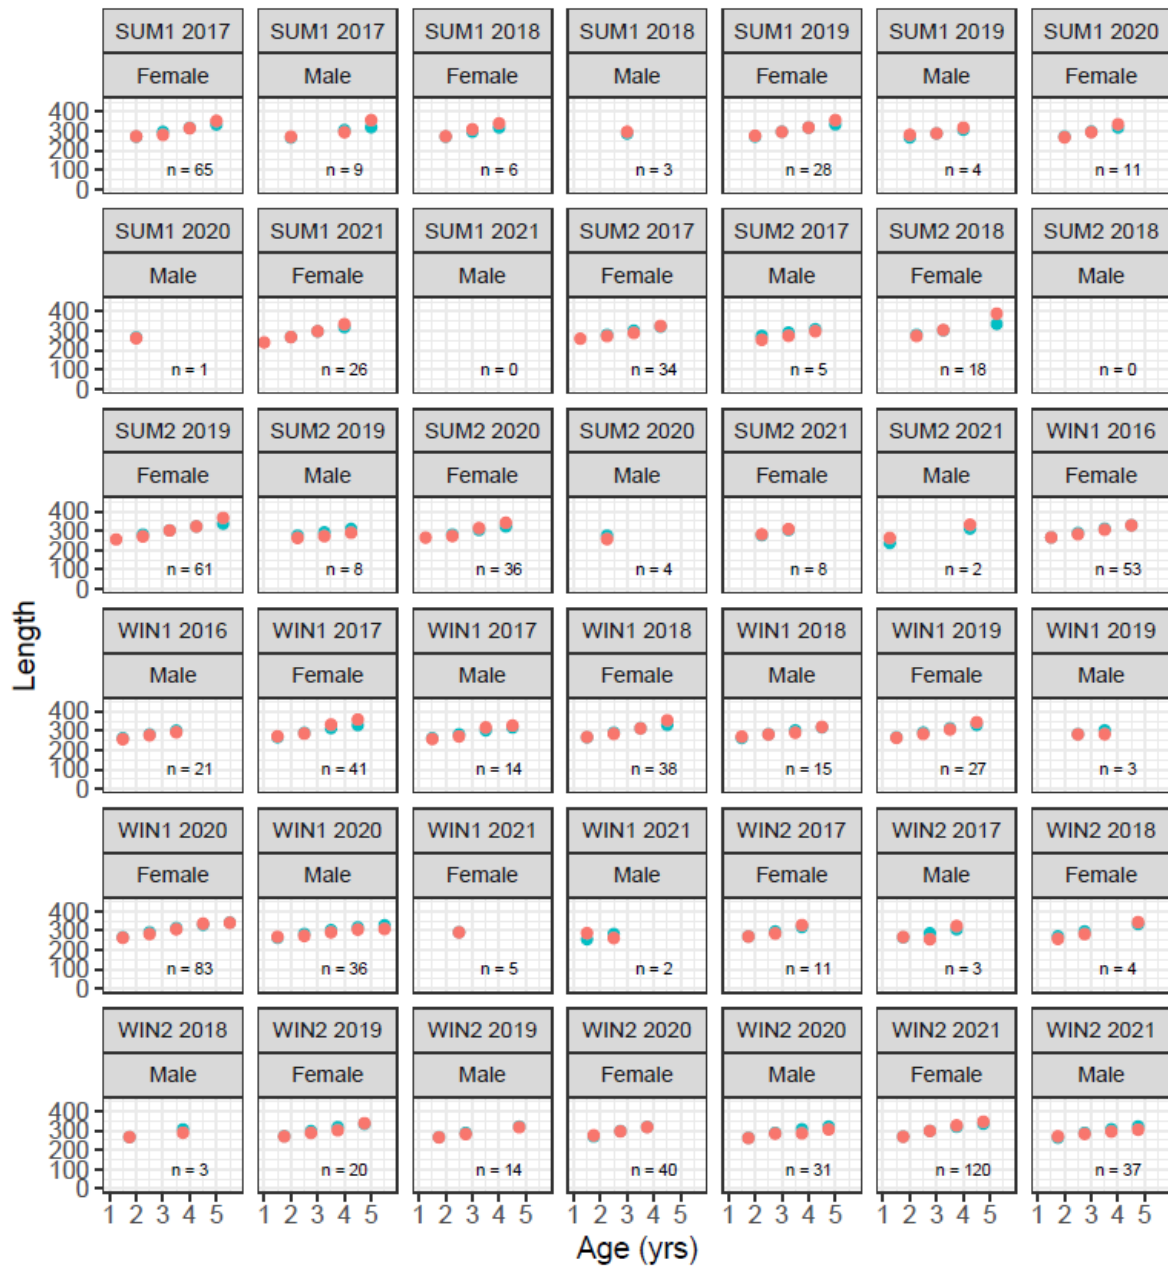 SUM1 2017 SUM1 2017 SUM1 2018 SUM1 2018 SUM1 2019 SUM1 2019 SUM1 2020
Female Male Female Male Female Male Female
400
300
200
100
0
n = 65 n = 9 n = 6 n = 3 n = 28 n = 4 n = 11
SUM1 2020 SUM1 2021 SUM1 2021 SUM2 2017 SUM2 2017 SUM2 2018 SUM2 2018
Male Female Male Female Male Female Male
400
300
200
100
0
n = 1 n = 26 n = 0 n = 34 n = 5 n = 18 n = 0
SUM2 2019 SUM2 2019 SUM2 2020 SUM2 2020 SUM2 2021 SUM2 2021 WIN1 2016
Female Male Female Male Female Male Female
400
300
200
100
0
n = 61 n = 8 n = 36 n = 4 n = 8 n = 2 n = 53
Length
WIN1 2016 WIN1 2017 WIN1 2017 WIN1 2018 WIN1 2018 WIN1 2019 WIN1 2019
Male Female Male Female Male Female Male
400
300
200
100
0
n = 21 n = 41 n = 14 n = 38 n = 15 n = 27 n = 3
WIN1 2020 WIN1 2020 WIN1 2021 WIN1 2021 WIN2 2017 WIN2 2017 WIN2 2018
Female Male Female Male Female Male Female
400
300
200
100
0
n = 83 n = 36 n = 5 n = 2 n = 11 n = 3 n = 4
WIN2 2018 WIN2 2019 WIN2 2019 WIN2 2020 WIN2 2020 WIN2 2021 WIN2 2021
Male Female Male Female Male Female Male
400
300
200
100
0
n = 3 n = 20 n = 14 n = 40 n = 31 n = 120 n = 37
1 2 3 4 5 1 2 3 4 5 1 2 3 4 5 1 2 3 4 5 1 2 3 4 5 1 2 3 4 5 1 2 3 4 5
Age (yrs)